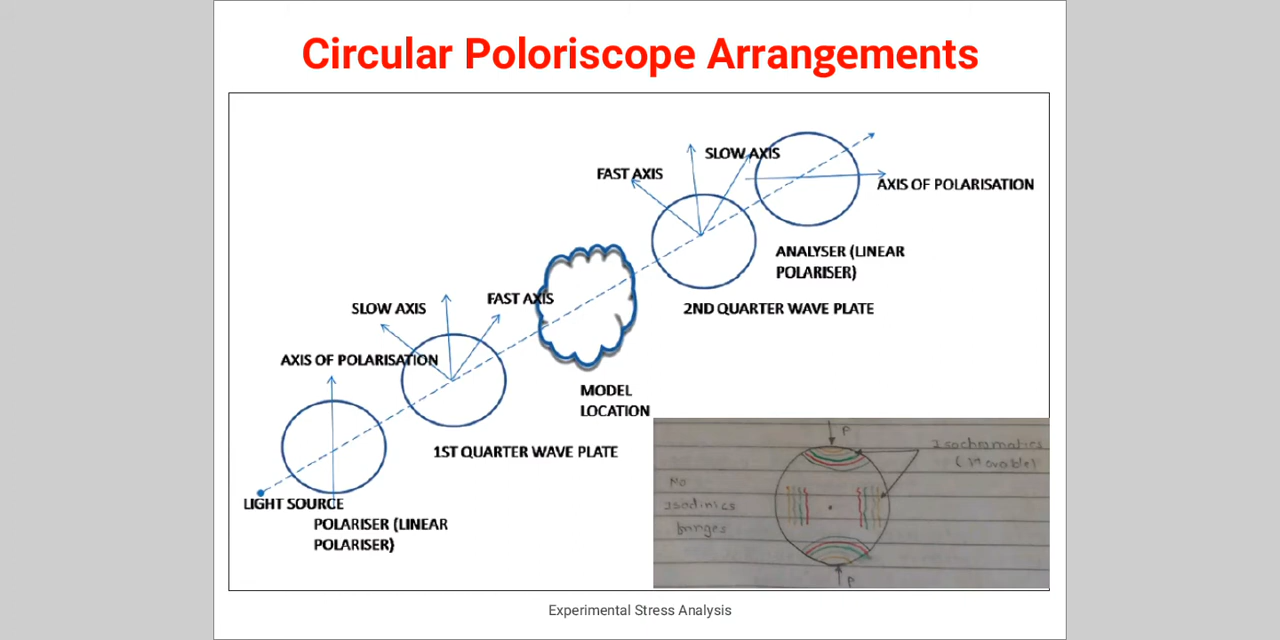 Circular Poloriscope Arrangements
SLOW AXIS
FAST AXIS
AXIS OF POLARISATION
ANALYSER (LINEAR
POLARISER)
2ND QUARTER WAVE PLATE
SLOW AXIS
FAST AXIS
AXIS OF POLARISATION
MODEL
LOCATION
1ST QUARTER WAVE PLATE
LIGHT SOURCE
POLARISER (LINEAR
POLARISER)
P
Isochromatics
(Movable)
No
Isoclinics
fringes
P
Experimental Stress Analysis